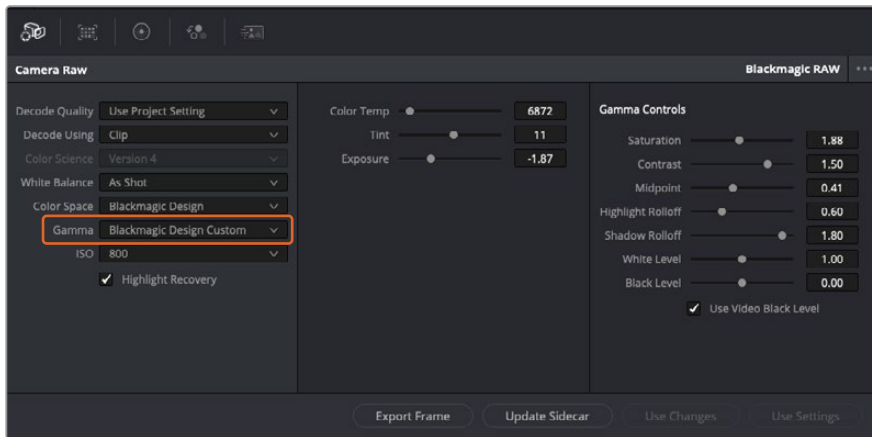 Camera Raw
Blackmagic RAW
Decode Quality Use Project Setting
Decode Using Clip
Color Science Version 4
White Balance As Shot
Color Space Blackmagic Design
Gamma Blackmagic Design Custom
ISO 800
Highlight Recovery
Color Temp 6872
Tint 11
Exposure -1.87
Gamma Controls
Saturation 1.88
Contrast 1.50
Midpoint 0.41
Highlight Rolloff 0.60
Shadow Rolloff 1.80
White Level 1.00
Black Level 0.00
Use Video Black Level
Export Frame
Update Sidecar
Use Changes
Use Settings